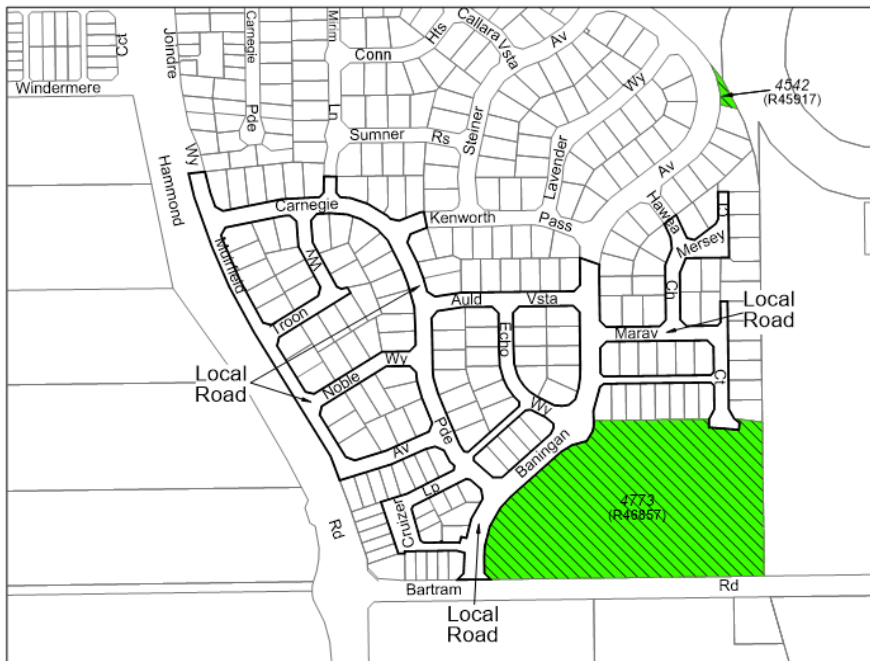 Callara Vsta
Hts
Av
Carnegie
Pde
Mnm
Ln
Joindre
Wy
Cct
Conn
Windermere
Wy
4542
(R45917)
Sumner Rs
Steiner
Lavender
Hammond
Rd
Av
Carnegie
Kenworth
Pass
Hawea
Ch
Mersey
Ln
Muirfield
Av
Wy
Troon
Auld Vsta
Echo
Wy
Marav
Local
Road
Local
Road
Noble
Wy
Ct
Pde
Baningan
Lp
Cruizer
4773
(R46857)
Bartram
Rd
Local
Road